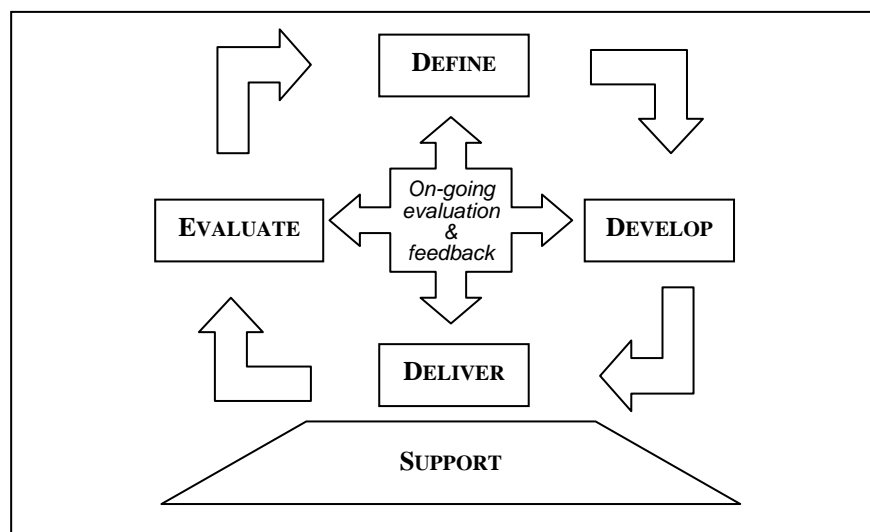 DEFINE
On-going
evaluation
&
feedback
EVALUATE
DEVELOP
DELIVER
SUPPORT